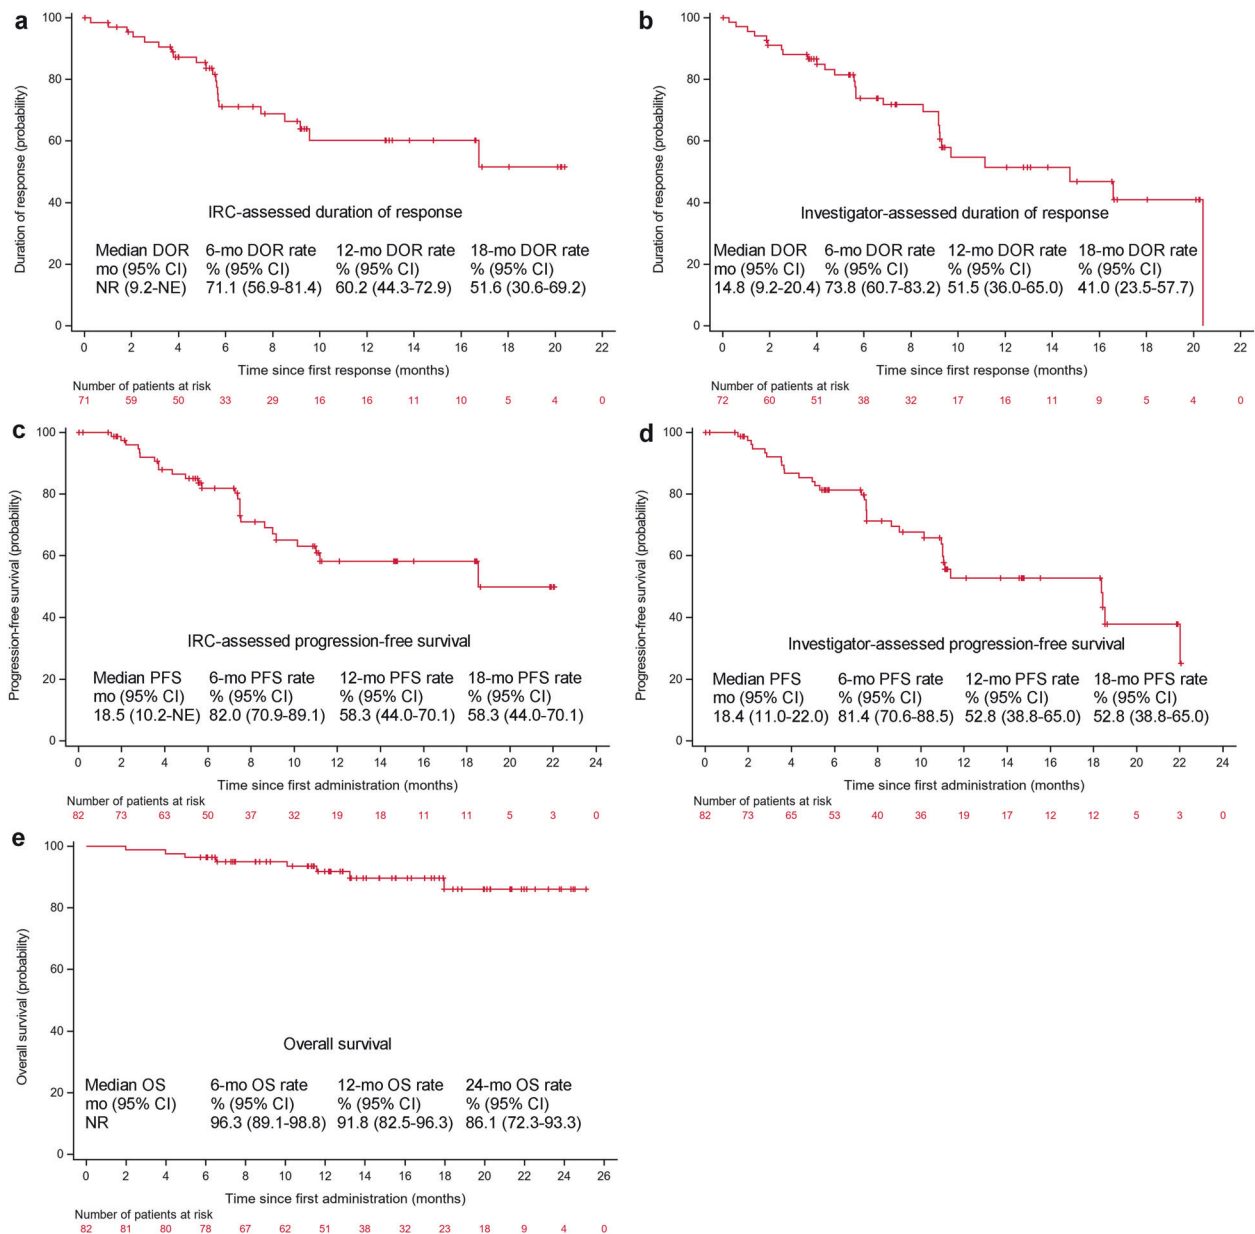 a
100
80
60
40
20
0
Duration of response (probability)
IRC-assessed duration of response
Median DOR 6-mo DOR rate 12-mo DOR rate 18-mo DOR rate
mo (95% CI) % (95% CI) % (95% CI) % (95% CI)
NR (9.2-NE) 71.1 (56.9-81.4) 60.2 (44.3-72.9) 51.6 (30.6-69.2)
0 2 4 6 8 10 12 14 16 18 20 22
Time since first response (months)
Number of patients at risk
71 59 50 33 29 16 16 11 10 5 4 0
b
100
80
60
40
20
0
Duration of response (probability)
Investigator-assessed duration of response
Median DOR 6-mo DOR rate 12-mo DOR rate 18-mo DOR rate
mo (95% CI) % (95% CI) % (95% CI) % (95% CI)
14.8 (9.2-20.4) 73.8 (60.7-83.2) 51.5 (36.0-65.0) 41.0 (23.5-57.7)
0 2 4 6 8 10 12 14 16 18 20 22
Time since first response (months)
Number of patients at risk
72 60 51 38 32 17 16 11 9 5 4 0
c
100
80
60
40
20
0
Progression-free survival (probability)
IRC-assessed progression-free survival
Median PFS 6-mo PFS rate 12-mo PFS rate 18-mo PFS rate
mo (95% CI) % (95% CI) % (95% CI) % (95% CI)
18.5 (10.2-NE) 82.0 (70.9-89.1) 58.3 (44.0-70.1) 58.3 (44.0-70.1)
0 2 4 6 8 10 12 14 16 18 20 22 24
Time since first administration (months)
Number of patients at risk
82 73 63 50 37 32 19 18 11 11 5 3 0
d
100
80
60
40
20
0
Progression-free survival (probability)
Investigator-assessed progression-free survival
Median PFS 6-mo PFS rate 12-mo PFS rate 18-mo PFS rate
mo (95% CI) % (95% CI) % (95% CI) % (95% CI)
18.4 (11.0-22.0) 81.4 (70.6-88.5) 52.8 (38.8-65.0) 52.8 (38.8-65.0)
0 2 4 6 8 10 12 14 16 18 20 22 24
Time since first administration (months)
Number of patients at risk
82 73 65 53 40 36 19 17 12 12 5 3 0
e
100
80
60
40
20
0
Overall survival (probability)
Overall survival
Median OS 6-mo OS rate 12-mo OS rate 24-mo OS rate
mo (95% CI) % (95% CI) % (95% CI) % (95% CI)
NR 96.3 (89.1-98.8) 91.8 (82.5-96.3) 86.1 (72.3-93.3)
0 2 4 6 8 10 12 14 16 18 20 22 24 26
Time since first administration (months)
Number of patients at risk
82 81 80 78 67 62 51 38 32 23 18 9 4 0